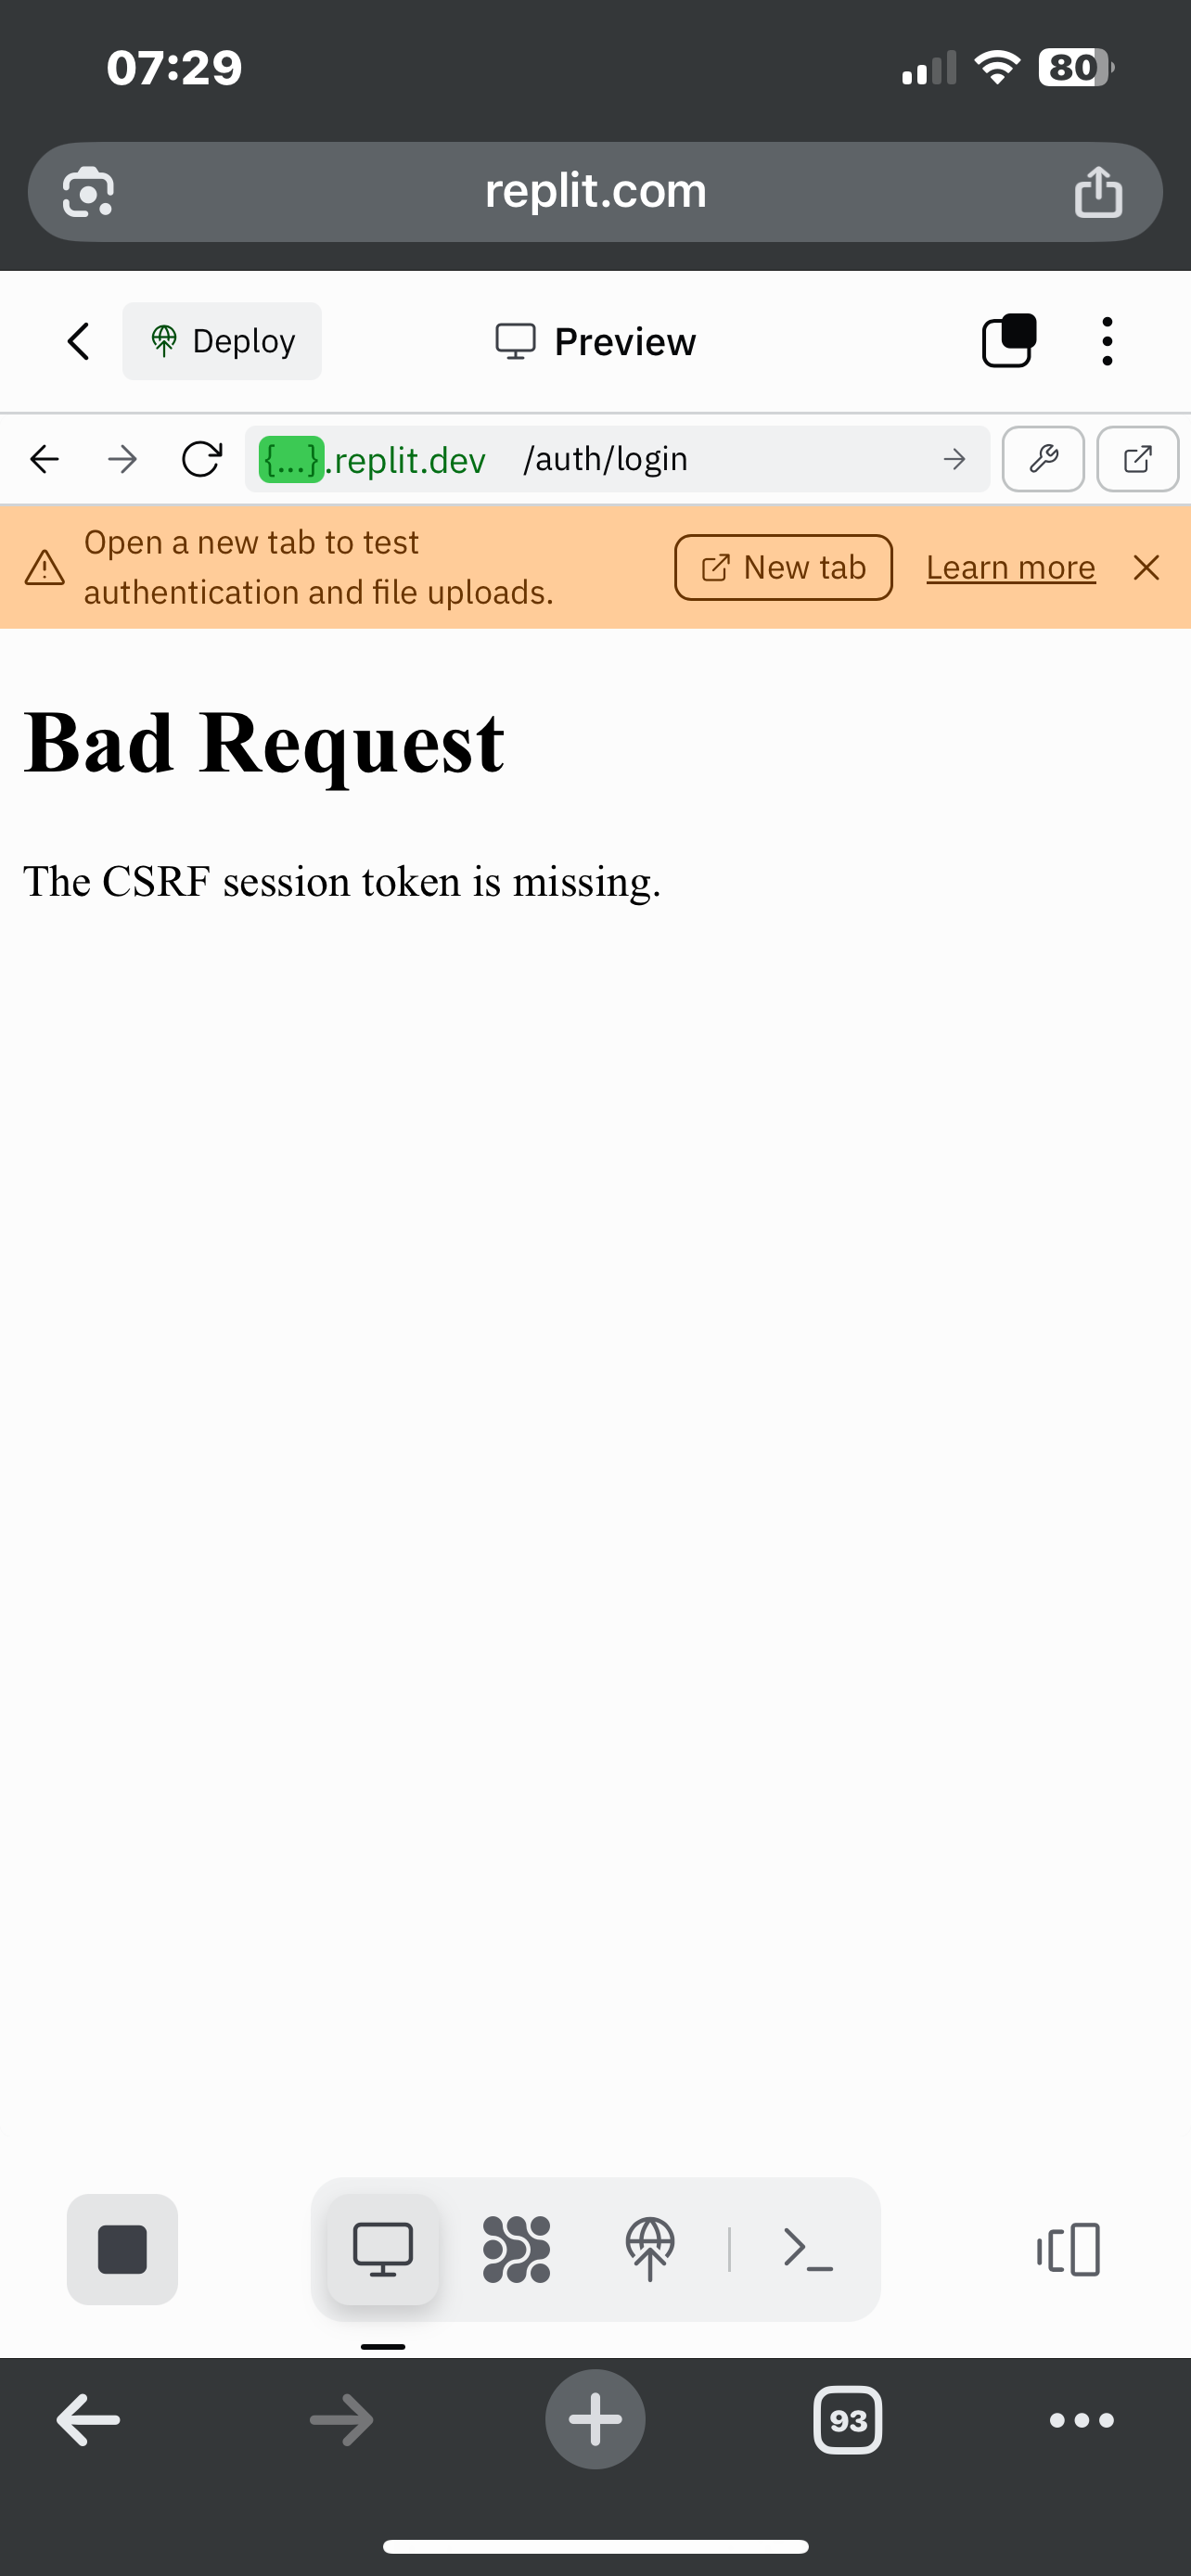 07:29
80
replit.com
Deploy
Preview
{...}.replit.dev /auth/login
Open a new tab to test
authentication and file uploads.
New tab
Learn more
Bad Request
The CSRF session token is missing.
93